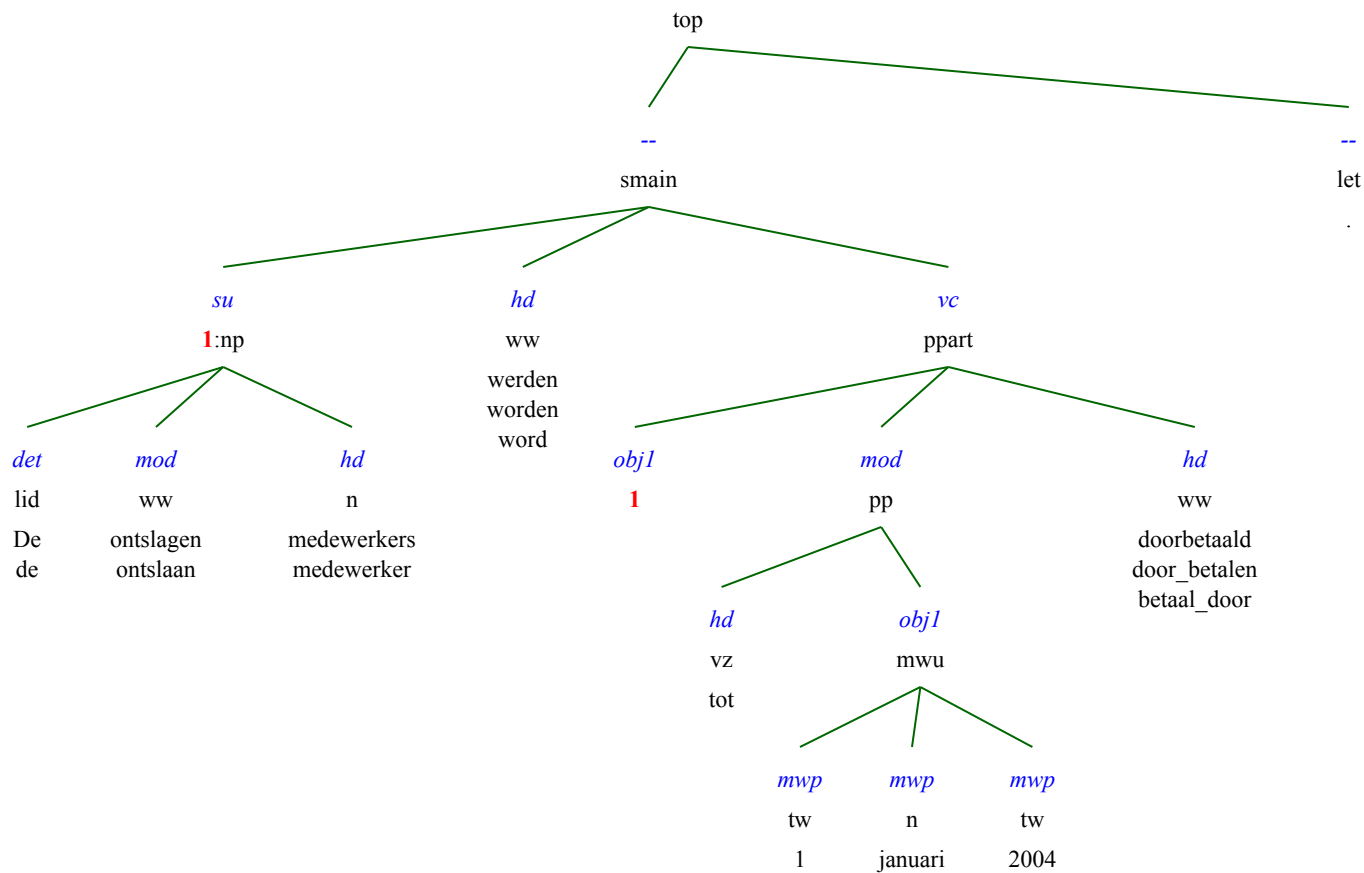 top
-- --
smain let
.
su hd vc
1:np ww ppart
werden
worden
word
det mod hd obj1 mod hd
lid ww n 1 pp ww
De ontslagen medewerkers doorbetaald
de ontslaan medewerker door_betalen
betaal_door
hd obj1
vz mwu
tot
mwp mwp mwp
tw n tw
1 januari 2004